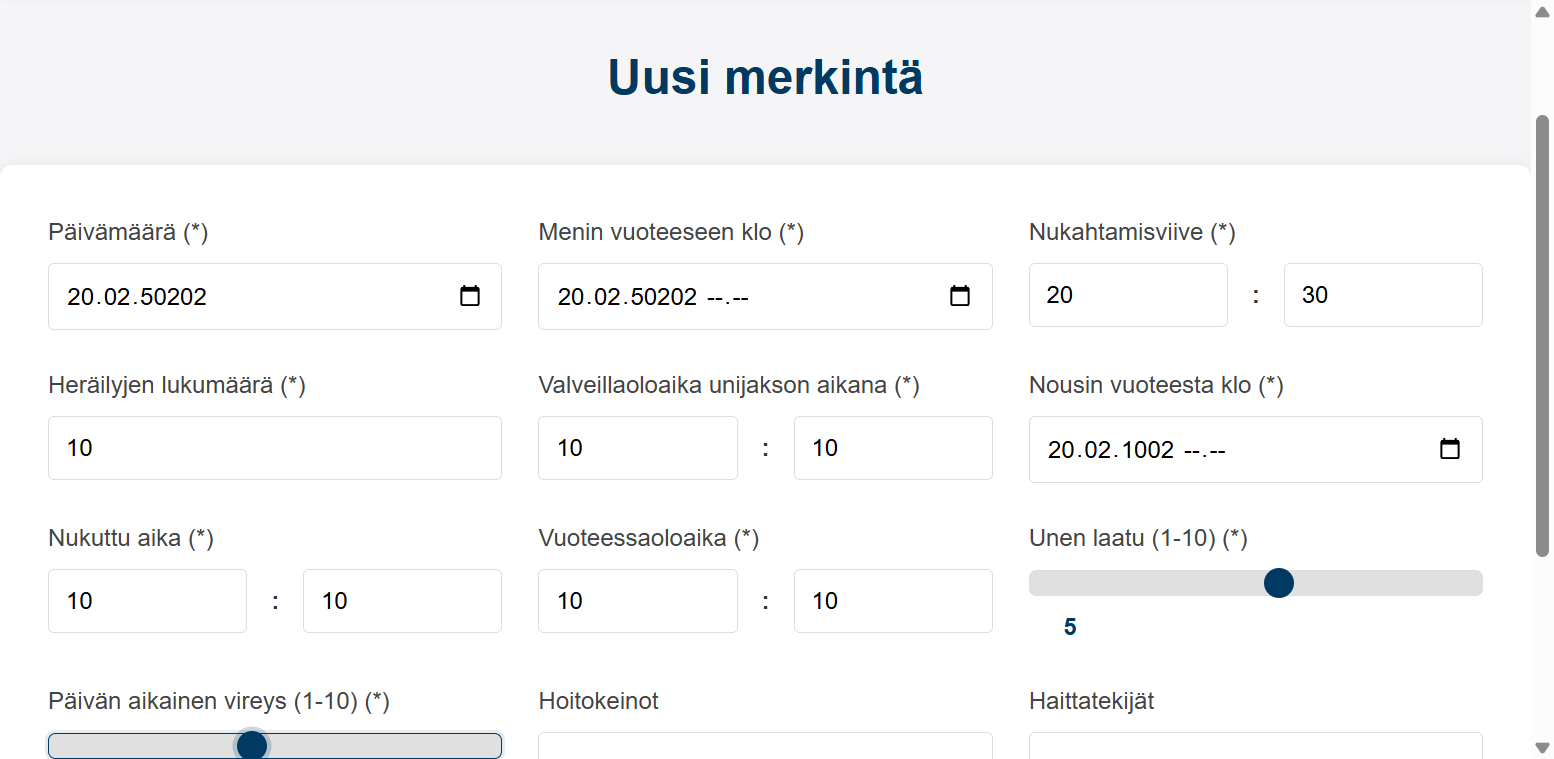 Uusi merkintä
Päivämäärä (*)
Menin vuoteeseen klo (*)
Nukahtamisviive (*)
20.02.50202
20.02.50202 --.--
20 : 30
Heräilyjen lukumäärä (*)
Valveillaoloaika unijakson aikana (*)
Nousin vuoteesta klo (*)
10
10 : 10
20.02.1002 --.--
Nukuttu aika (*)
Vuoteessaoloaika (*)
Unen laatu (1-10) (*)
10 : 10
10 : 10
5
Päivän aikainen vireys (1-10) (*)
Hoitokeinot
Haittatekijät